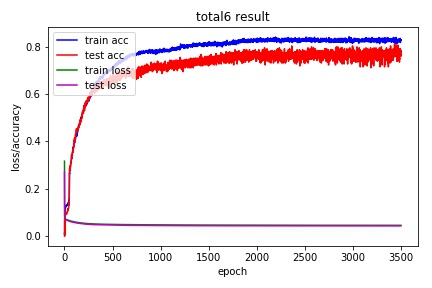 total6 result
train acc
test acc
train loss
test loss
loss/accuracy
0.8
0.6
0.4
0.2
0.0
0
500
1000
1500
2000
2500
3000
3500
epoch